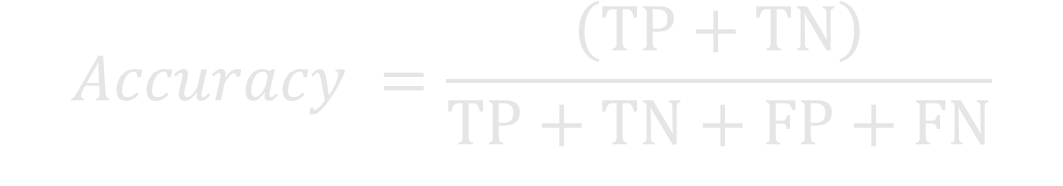 (TP + TN)
Accuracy =
TP + TN + FP + FN